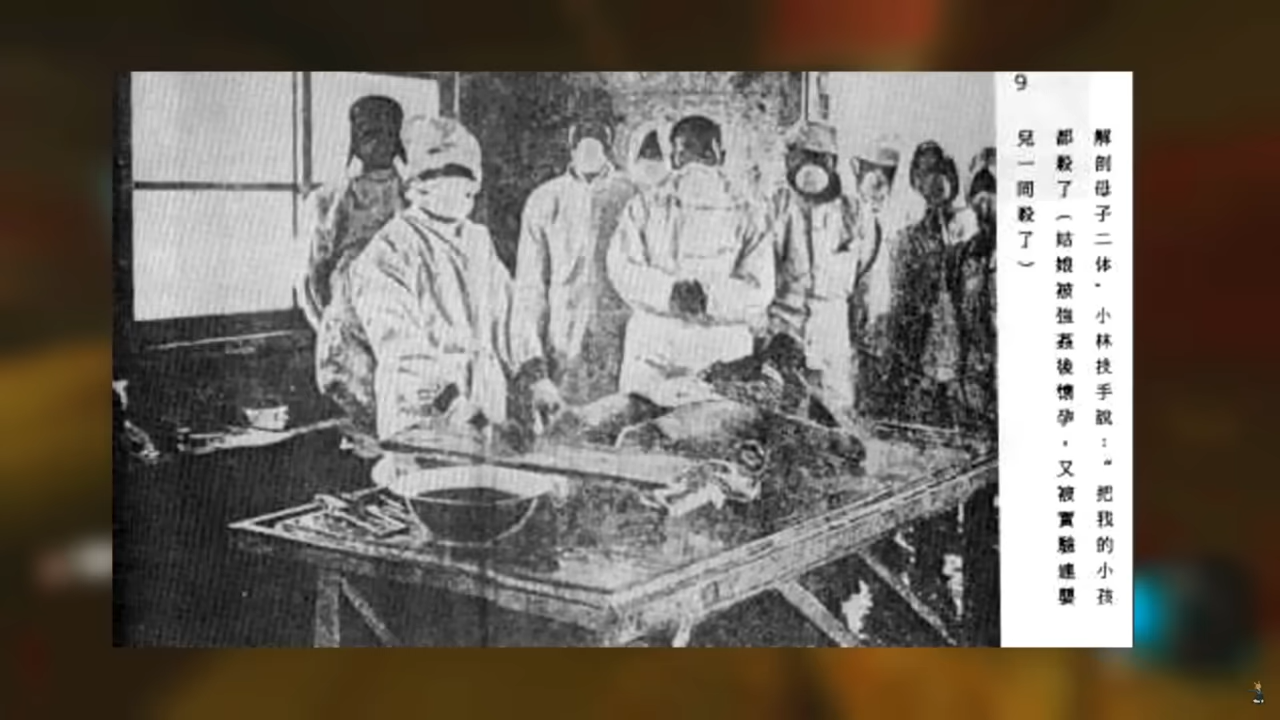 9
解剖母子二体。小林技手說：“把我的小孩
都殺了（姑娘被強姦後懷孕，又被實驗連嬰
兒一同殺了）